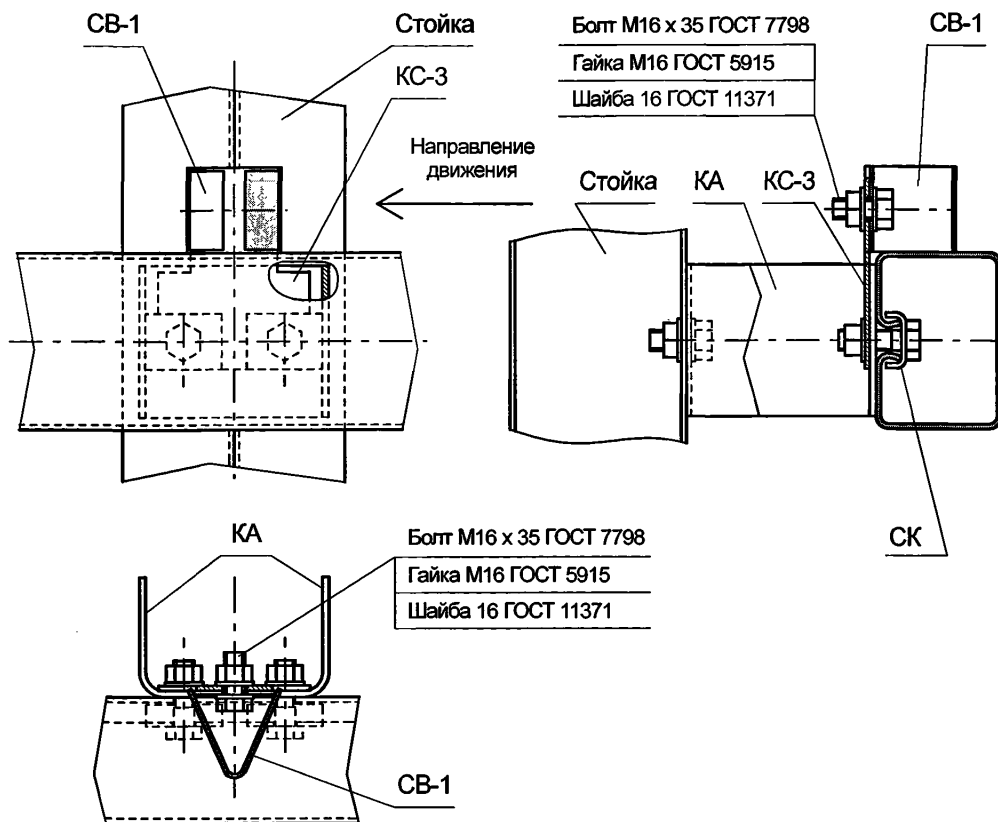 СВ-1
Стойка
КС-3
Направление
движения
Болт М16 х 35 ГОСТ 7798
Гайка М16 ГОСТ 5915
Шайба 16 ГОСТ 11371
СВ-1
Стойка
КА
КС-3
СК
КА
Болт М16 х 35 ГОСТ 7798
Гайка М16 ГОСТ 5915
Шайба 16 ГОСТ 11371
СВ-1